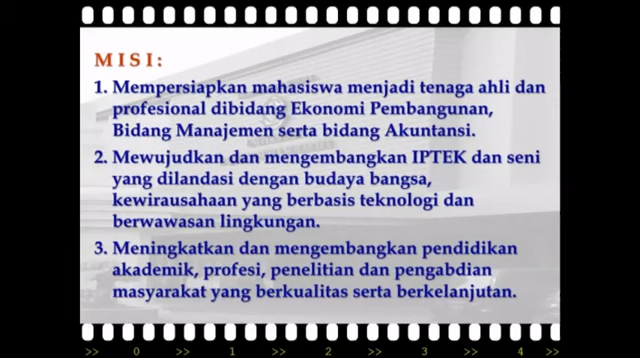 MISI:
1. Mempersiapkan mahasiswa menjadi tenaga ahli dan
profesional dibidang Ekonomi Pembangunan,
Bidang Manajemen serta bidang Akuntansi.
2. Mewujudkan dan mengembangkan IPTEK dan seni
yang dilandasi dengan budaya bangsa,
kewirausahaan yang berbasis teknologi dan
berwawasan lingkungan.
3. Meningkatkan dan mengembangkan pendidikan
akademik, profesi, penelitian dan pengabdian
masyarakat yang berkualitas serta berkelanjutan.
>> 0 >> 1 >> 2 >> 3 >> 4 >>